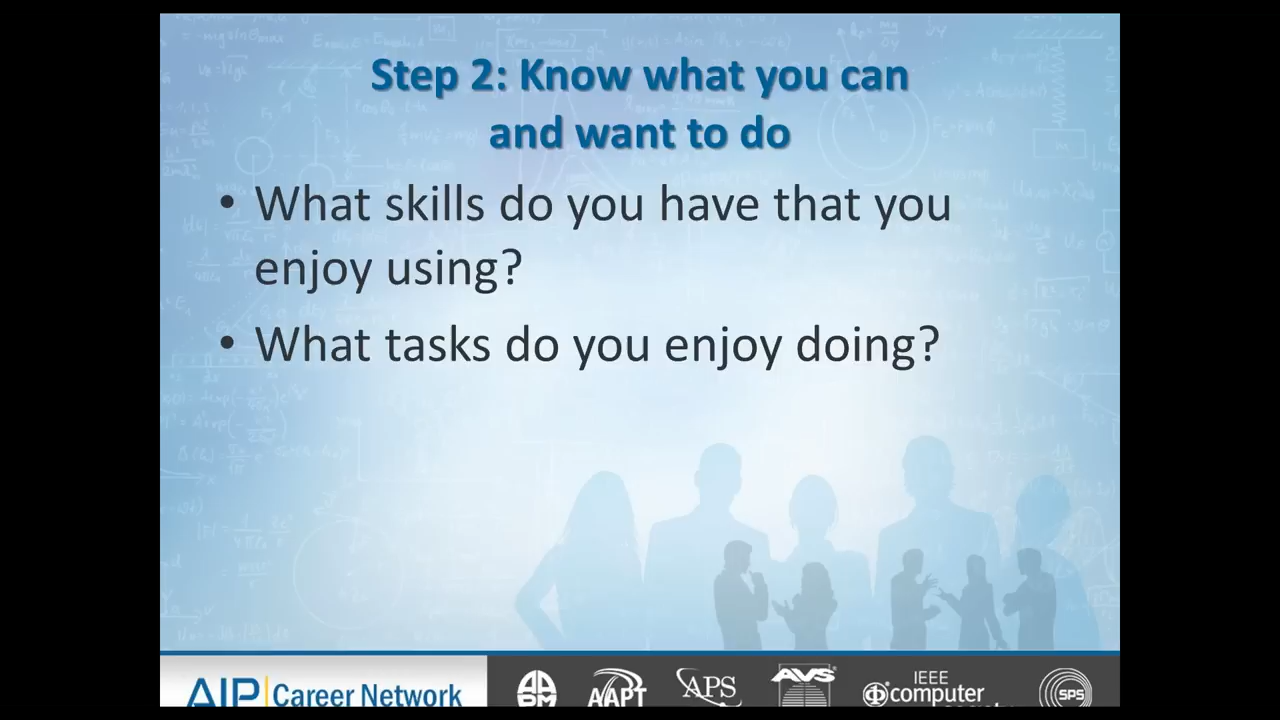 Step 2: Know what you can
and want to do
• What skills do you have that you
enjoy using?
• What tasks do you enjoy doing?
AIP Career Network
AAPT
APS
AVS
IEEE
computer
society
SPS